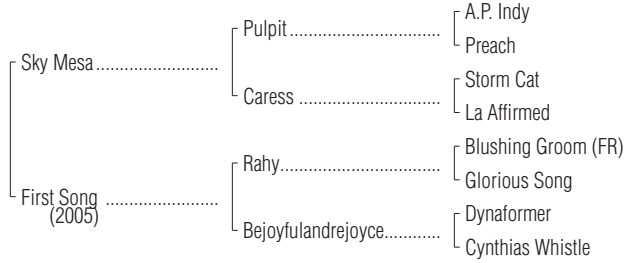 A.P. Indy
Pulpit........................................
Preach
Sky Mesa................................
Storm Cat
Caress .....................................
La Affirmed
Blushing Groom (FR)
Rahy..........................................
Glorious Song
First Song .............................
(2005)
Dynaformer
Bejoyfulandrejoyce..............
Cynthias Whistle